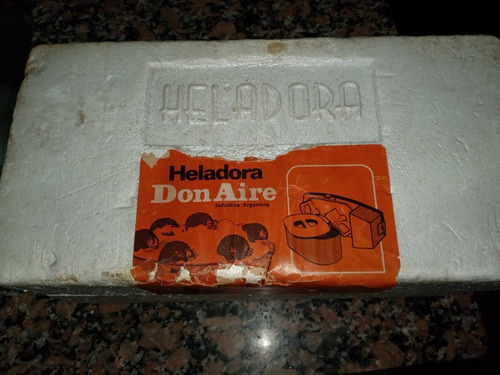 HELADORA
Heladora
Don Aire
Industria Argentina